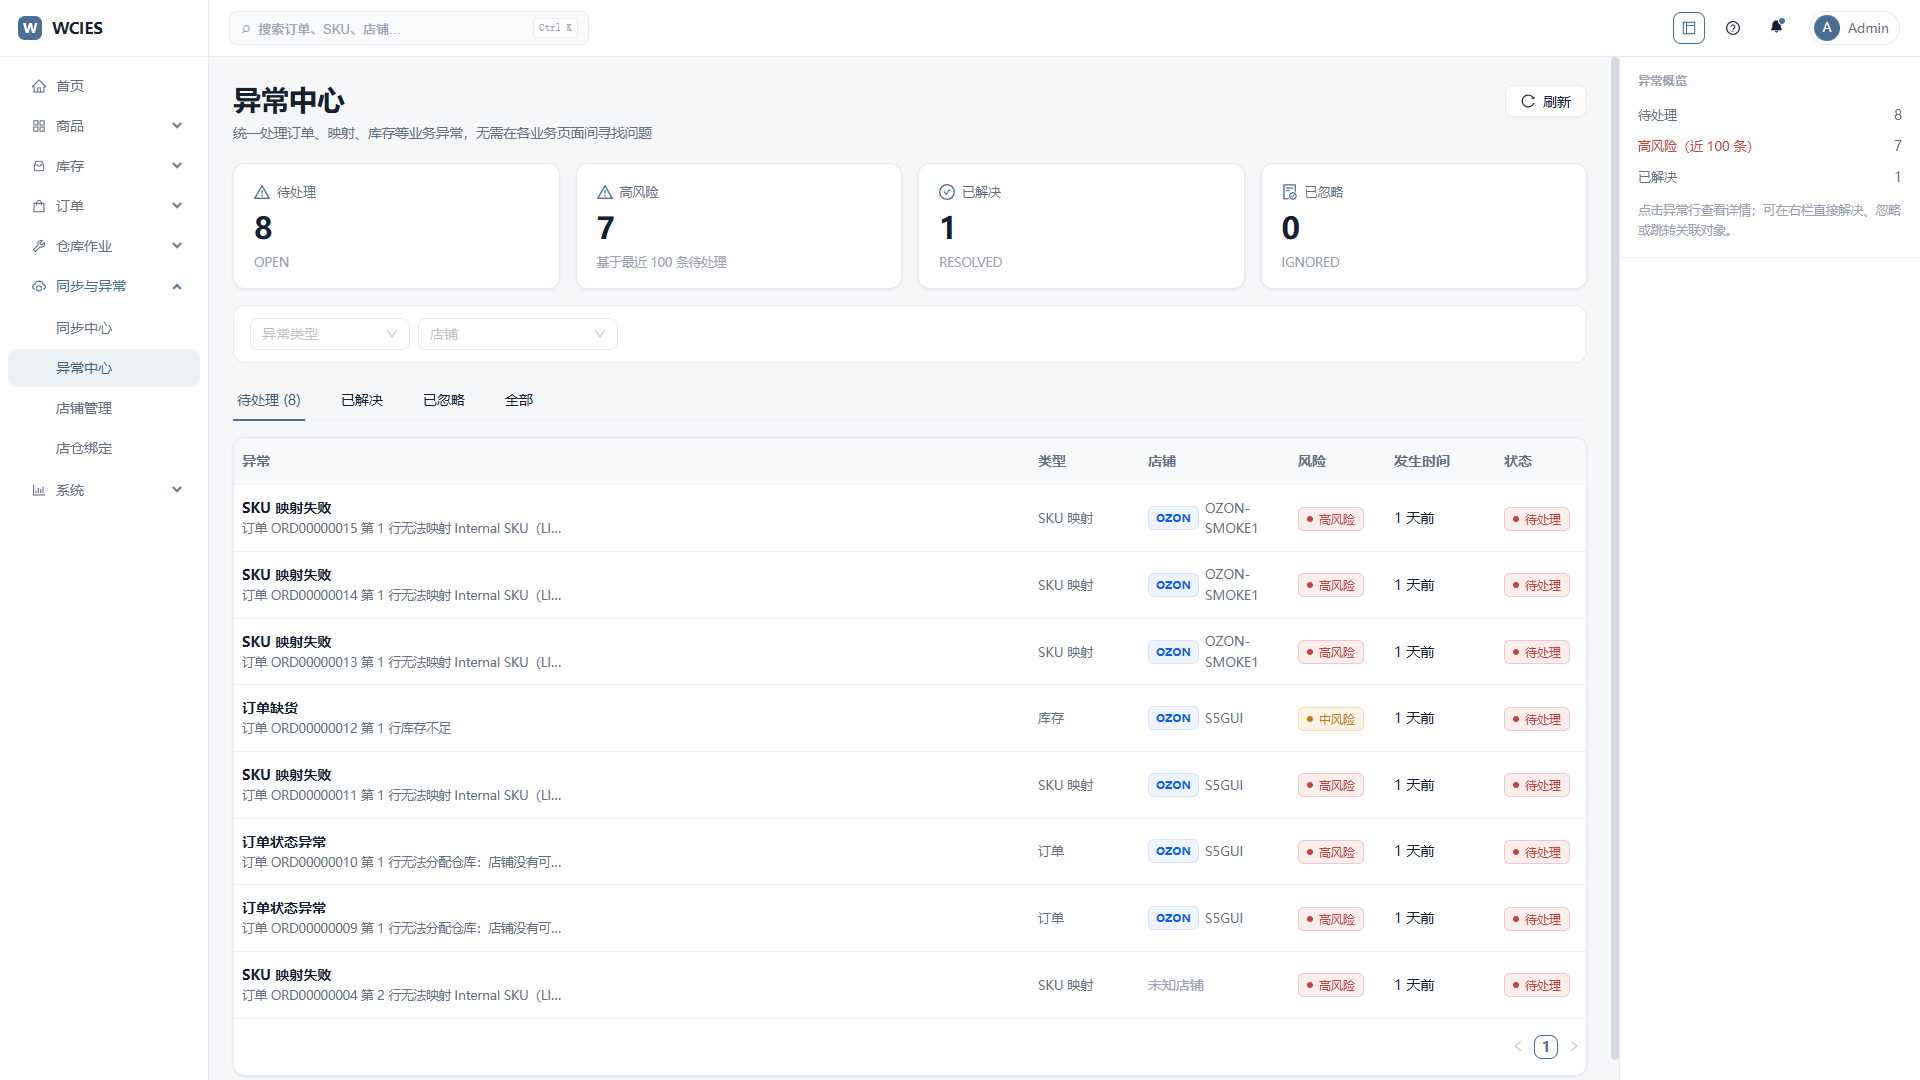 W WCIES
搜索订单、SKU、店铺... Ctrl K
A Admin
首页
商品
库存
订单
仓库作业
同步与异常
同步中心
异常中心
店铺管理
店仓绑定
系统
异常中心
统一处理订单、映射、库存等业务异常，无需在各业务页面间寻找问题
刷新
待处理
8
OPEN
高风险
7
基于最近 100 条待处理
已解决
1
RESOLVED
已忽略
0
IGNORED
异常类型 店铺
待处理 (8) 已解决 已忽略 全部
异常 类型 店铺 风险 发生时间 状态
SKU 映射失败
订单 ORD00000015 第 1 行无法映射 Internal SKU（LI...
SKU 映射 OZON OZON-SMOKE1 高风险 1 天前 待处理
SKU 映射失败
订单 ORD00000014 第 1 行无法映射 Internal SKU（LI...
SKU 映射 OZON OZON-SMOKE1 高风险 1 天前 待处理
SKU 映射失败
订单 ORD00000013 第 1 行无法映射 Internal SKU（LI...
SKU 映射 OZON OZON-SMOKE1 高风险 1 天前 待处理
订单缺货
订单 ORD00000012 第 1 行库存不足
库存 OZON S5GUI 中风险 1 天前 待处理
SKU 映射失败
订单 ORD00000011 第 1 行无法映射 Internal SKU（LI...
SKU 映射 OZON S5GUI 高风险 1 天前 待处理
订单状态异常
订单 ORD00000010 第 1 行无法分配仓库：店铺没有可...
订单 OZON S5GUI 高风险 1 天前 待处理
订单状态异常
订单 ORD00000009 第 1 行无法分配仓库：店铺没有可...
订单 OZON S5GUI 高风险 1 天前 待处理
SKU 映射失败
订单 ORD00000004 第 2 行无法映射 Internal SKU（LI...
SKU 映射 未知店铺 高风险 1 天前 待处理
1
异常概览
待处理 8
高风险（近 100 条） 7
已解决 1
点击异常行查看详情；可在右栏直接解决、忽略
或跳转关联对象。